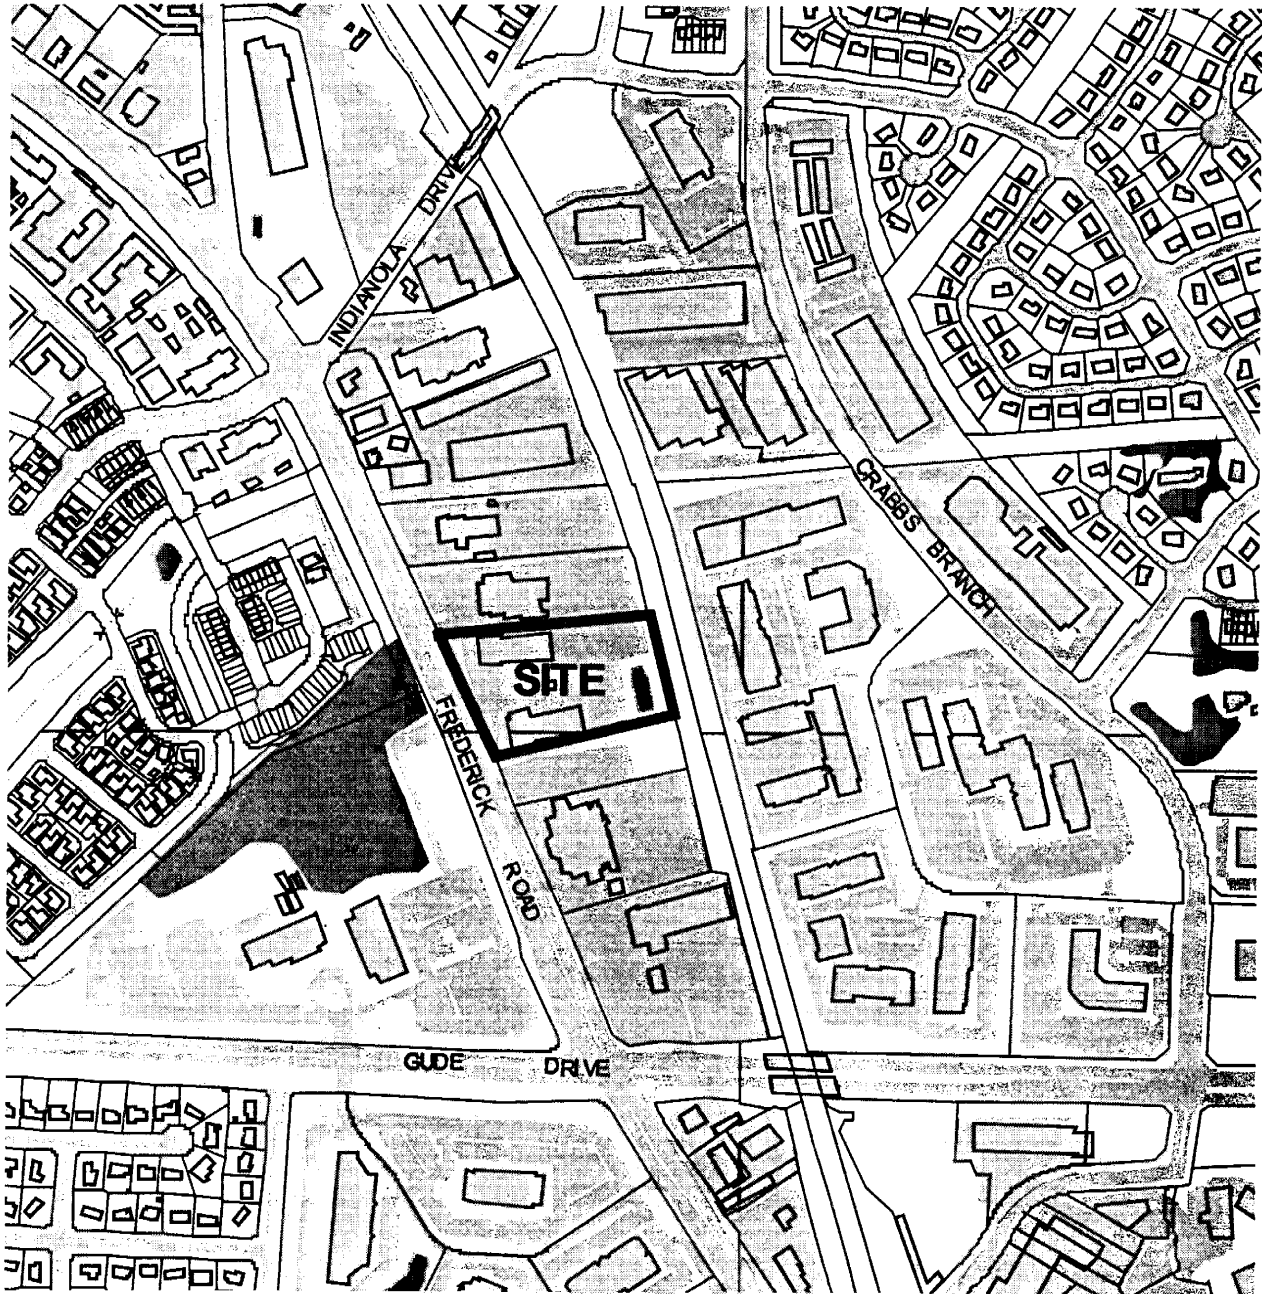 INDIANOLA DRIVE
CRABBS BRANCH
SITE
FREDERICK ROAD
GUDE DRIVE